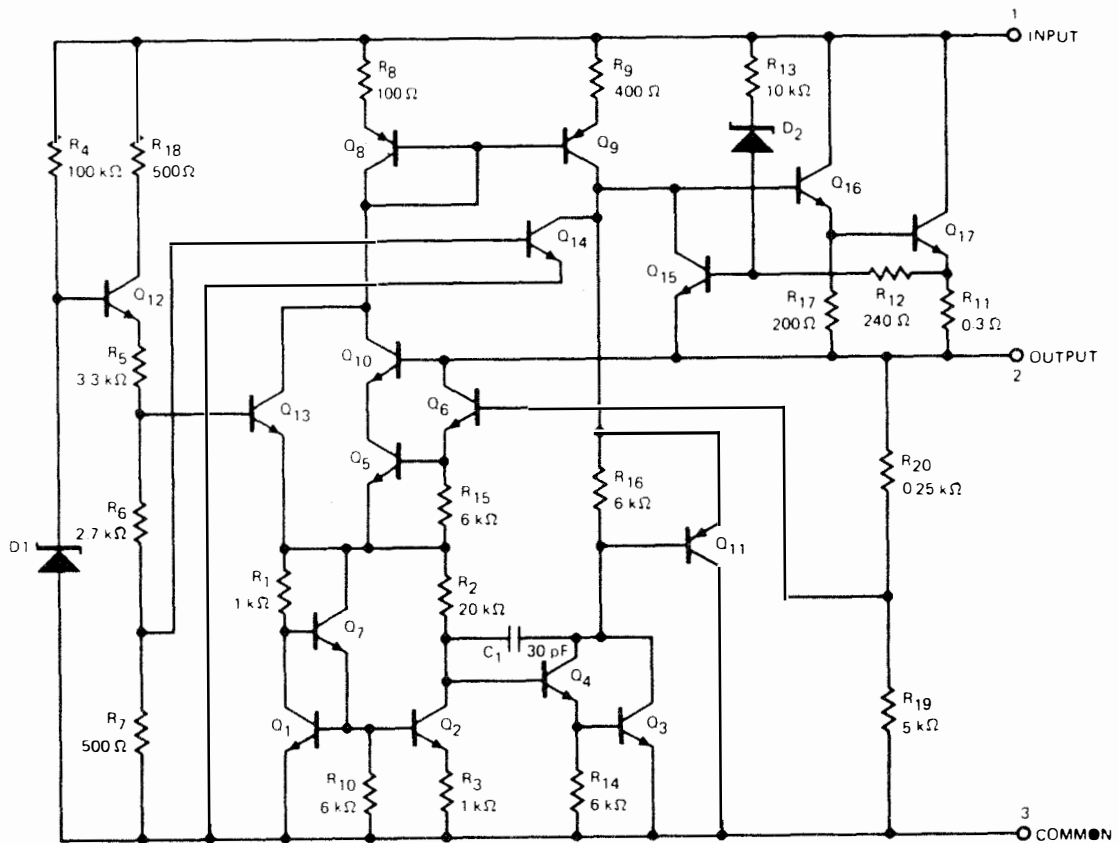 1
INPUT
R8
100 Ω
R9
400 Ω
R13
10 kΩ
D2
R4
100 kΩ
R18
500Ω
Q8
Q9
Q16
Q14
Q17
Q15
Q12
R17
200Ω
R12
240 Ω
R11
0.3 Ω
R5
3.3 kΩ
Q10
OUTPUT
2
Q6
Q13
Q5
R20
0.25 kΩ
R16
6 kΩ
R15
6 kΩ
R6
2.7 kΩ
D1
Q11
R1
1 kΩ
R2
20 kΩ
Q7
C1
30 pF
Q4
R7
500 Ω
Q1
Q2
Q3
R19
5 kΩ
R10
6 kΩ
R3
1 kΩ
R14
6 kΩ
3
COMMON